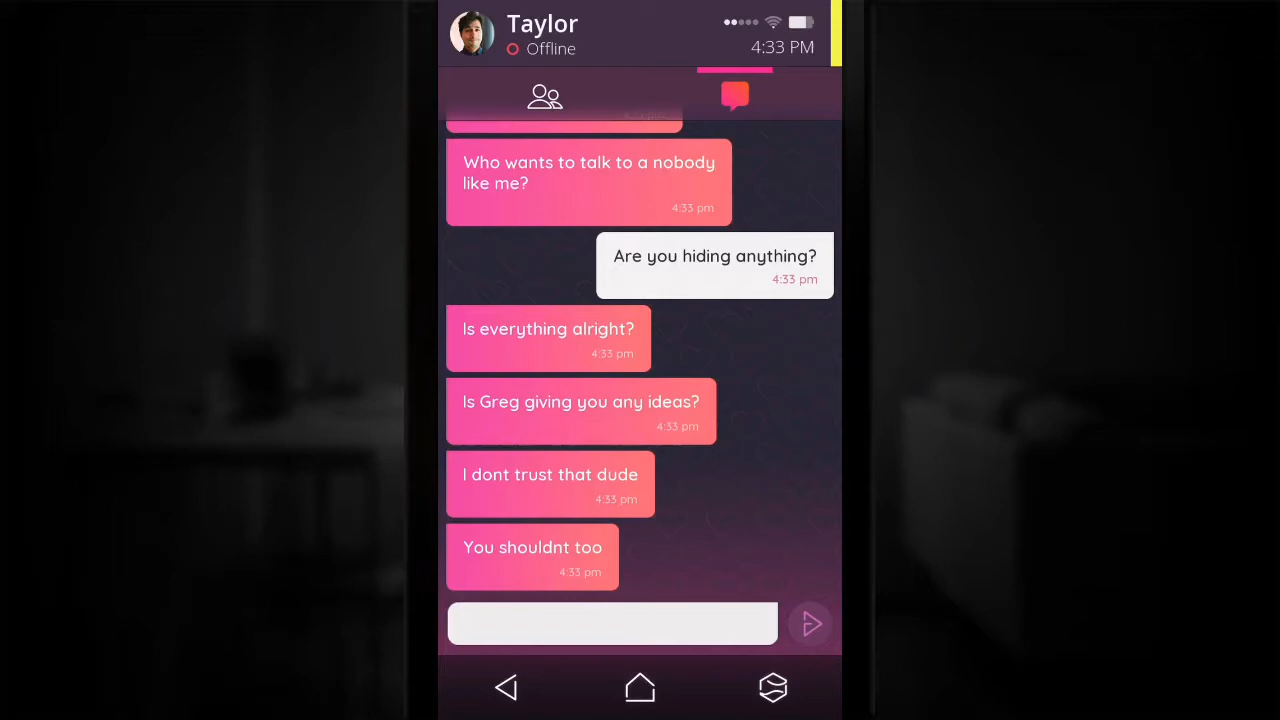 Taylor
Offline
4:33 PM
Who wants to talk to a nobody
like me?
4:33 pm
Are you hiding anything?
4:33 pm
Is everything alright?
4:33 pm
Is Greg giving you any ideas?
4:33 pm
I dont trust that dude
4:33 pm
You shouldnt too
4:33 pm